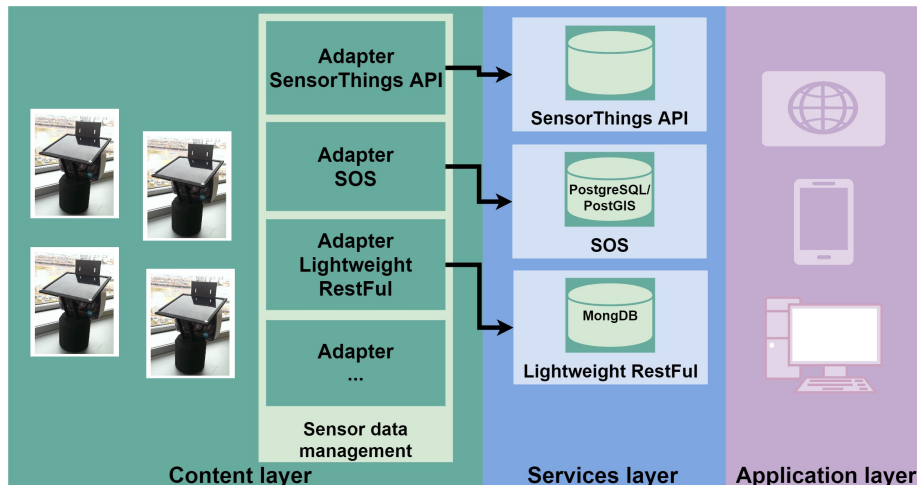 Adapter
SensorThings API
Adapter
SOS
Adapter
Lightweight
RestFul
Adapter
...
Sensor data
management
Content layer
SensorThings API
PostgreSQL/
PostGIS
SOS
MongDB
Lightweight RestFul
Services layer
Application layer